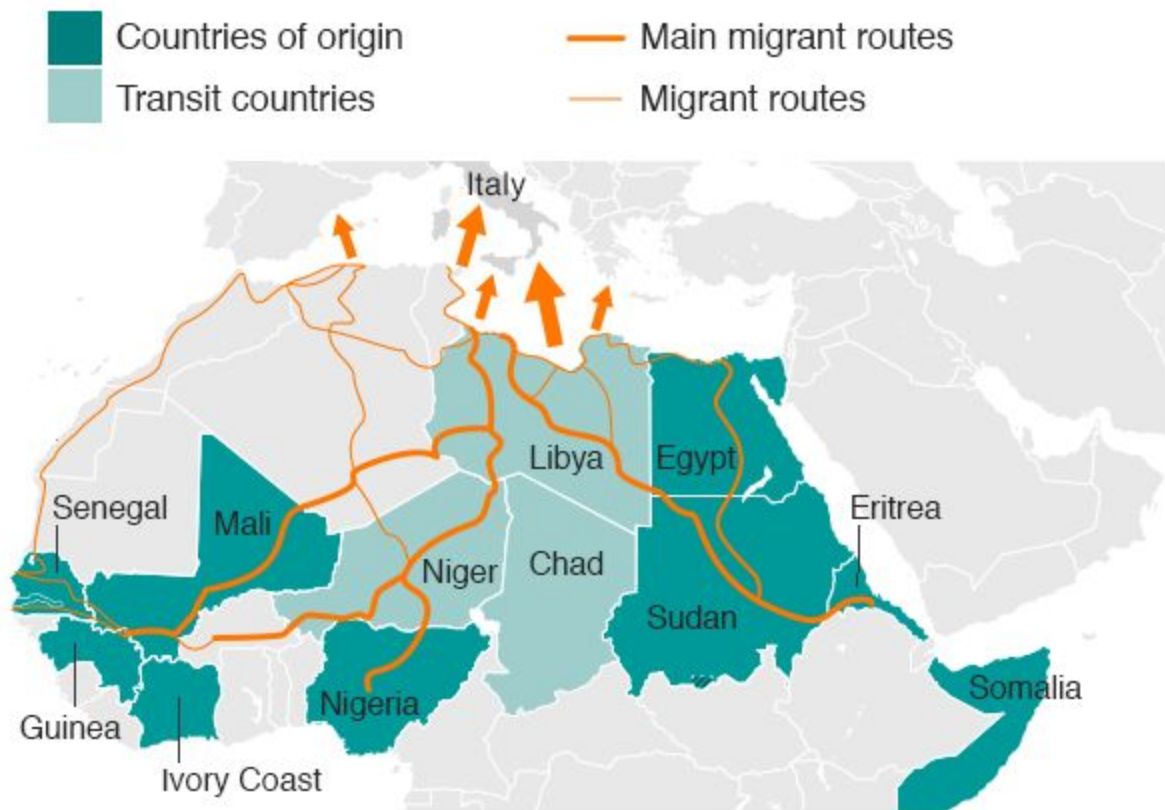 Countries of origin
Main migrant routes
Transit countries
Migrant routes
Italy
Libya
Egypt
Senegal
Mali
Eritrea
Niger
Chad
Sudan
Nigeria
Somalia
Guinea
Ivory Coast